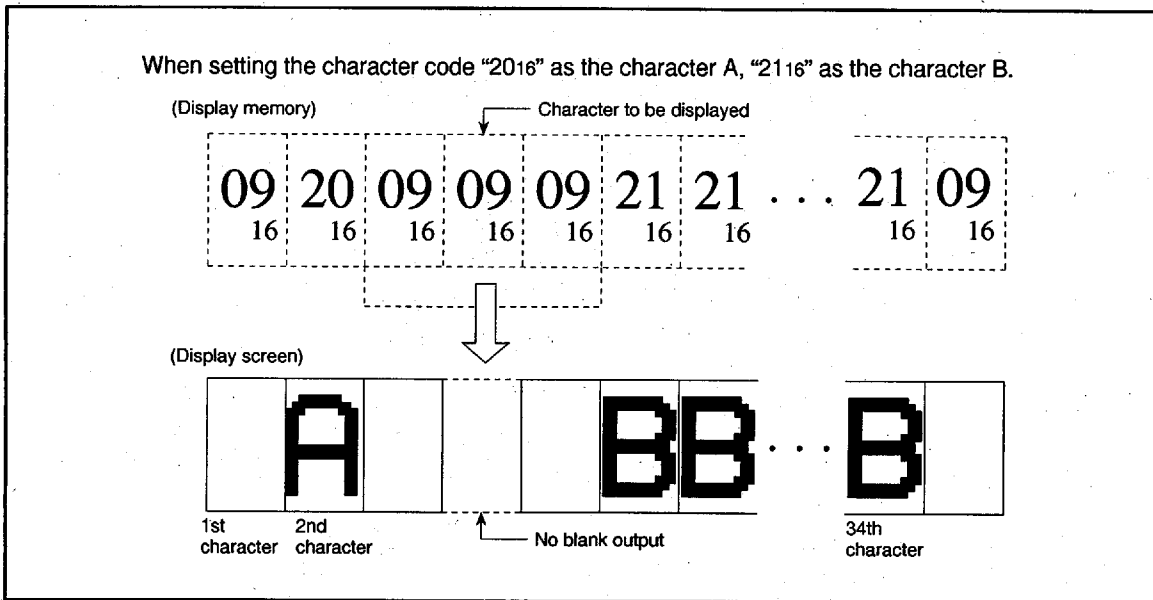 When setting the character code “2016” as the character A, “2116” as the character B.
(Display memory)
Character to be displayed
09 20 09 09 09 21 21 . . . 21 09
16 16 16 16 16 16 16 16 16
(Display screen)
A B B . . . B
1st character
2nd character
No blank output
34th character